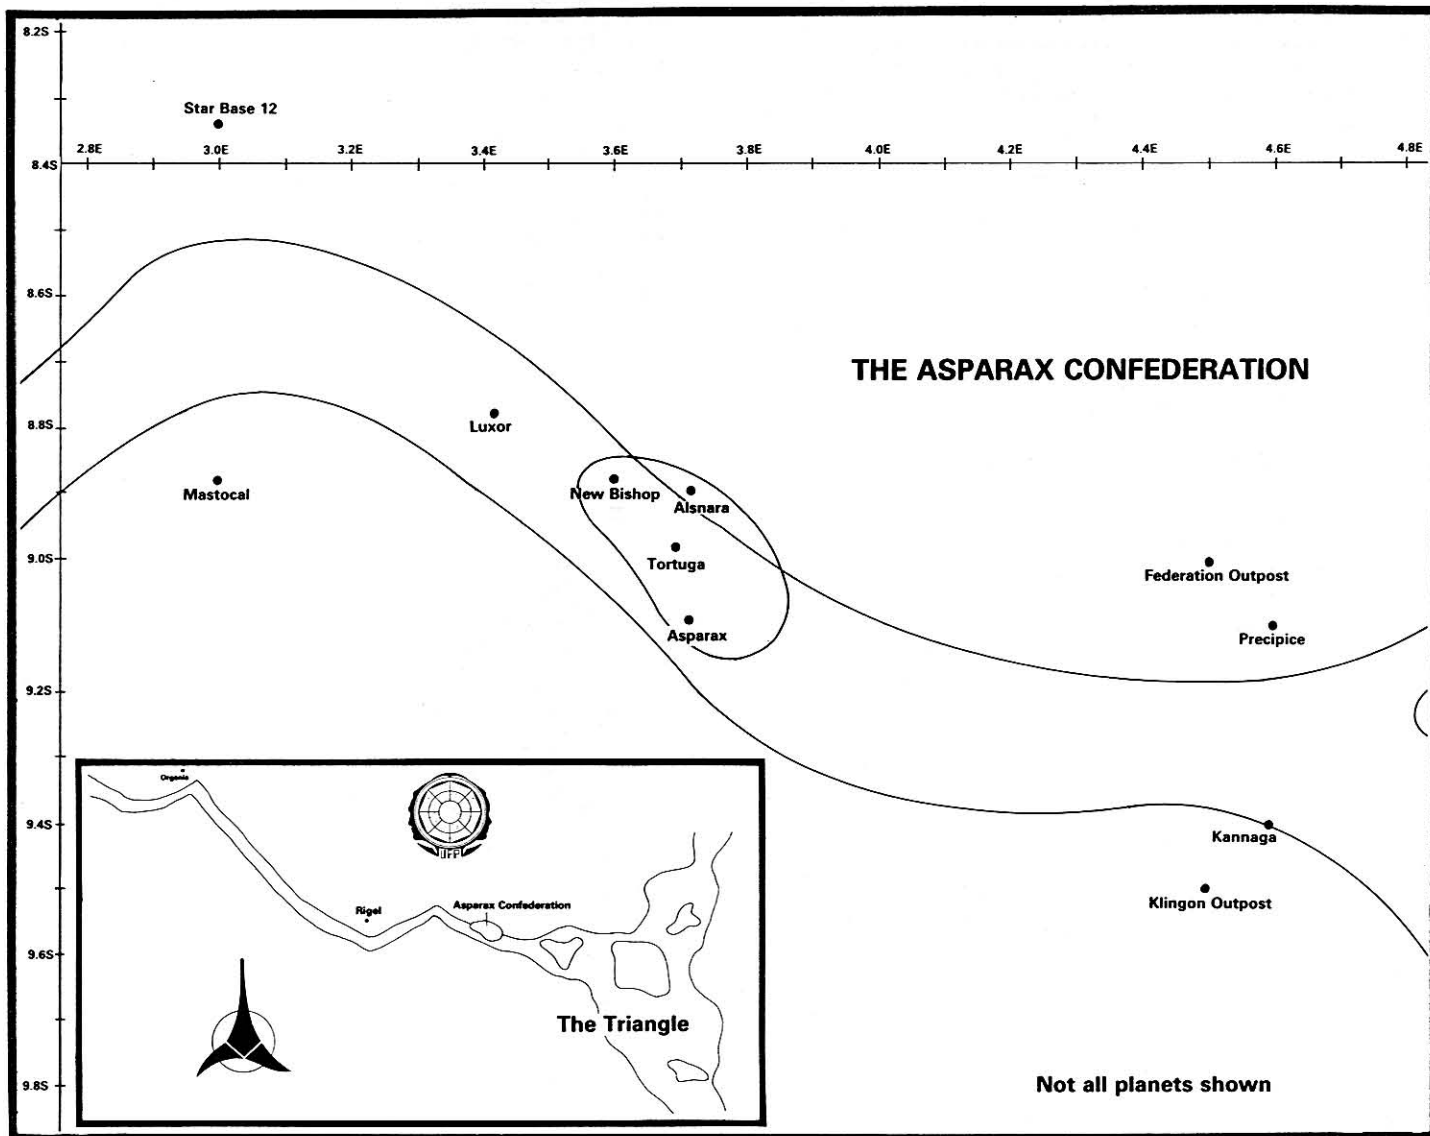 8.2S
Star Base 12
2.8E 3.0E 3.2E 3.4E 3.6E 3.8E 4.0E 4.2E 4.4E 4.6E 4.8E
8.4S
8.6S
THE ASPARAX CONFEDERATION
8.8S
Luxor
Mastocal
New Bishop
Alsnara
9.0S
Tortuga
Federation Outpost
Asparax
Precipice
9.2S
9.4S
Kannaga
Klingon Outpost
9.6S
9.8S
Not all planets shown
Organia
UFP
Rigel
Asparax Confederation
The Triangle